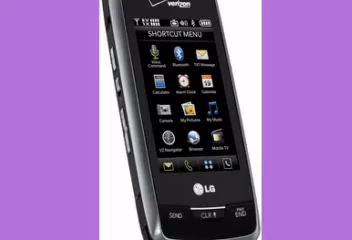 verizon
SHORTCUT MENU
Voice Command Bluetooth TXT Message
Calculator Alarm Clock Calendar
Camera My Pictures My Music
VZ Navigator Browser Mobile TV
LG
SEND CLR END